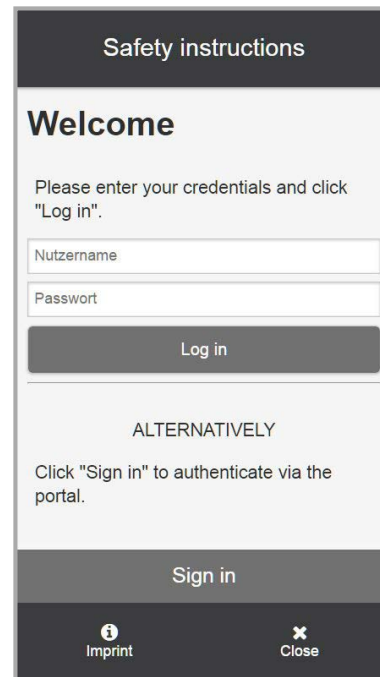 Safety instructions
Welcome
Please enter your credentials and click
"Log in".
Nutzername
Passwort
Log in
ALTERNATIVELY
Click "Sign in" to authenticate via the
portal.
Sign in
Imprint
Close